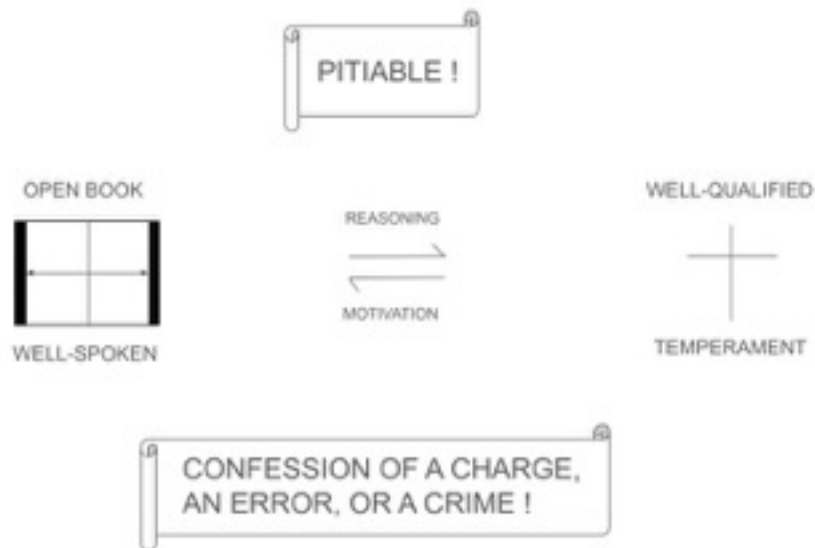 PITIABLE !
OPEN BOOK
WELL-QUALIFIED
REASONING
MOTIVATION
WELL-SPOKEN
TEMPERAMENT
CONFESSION OF A CHARGE,
AN ERROR, OR A CRIME !